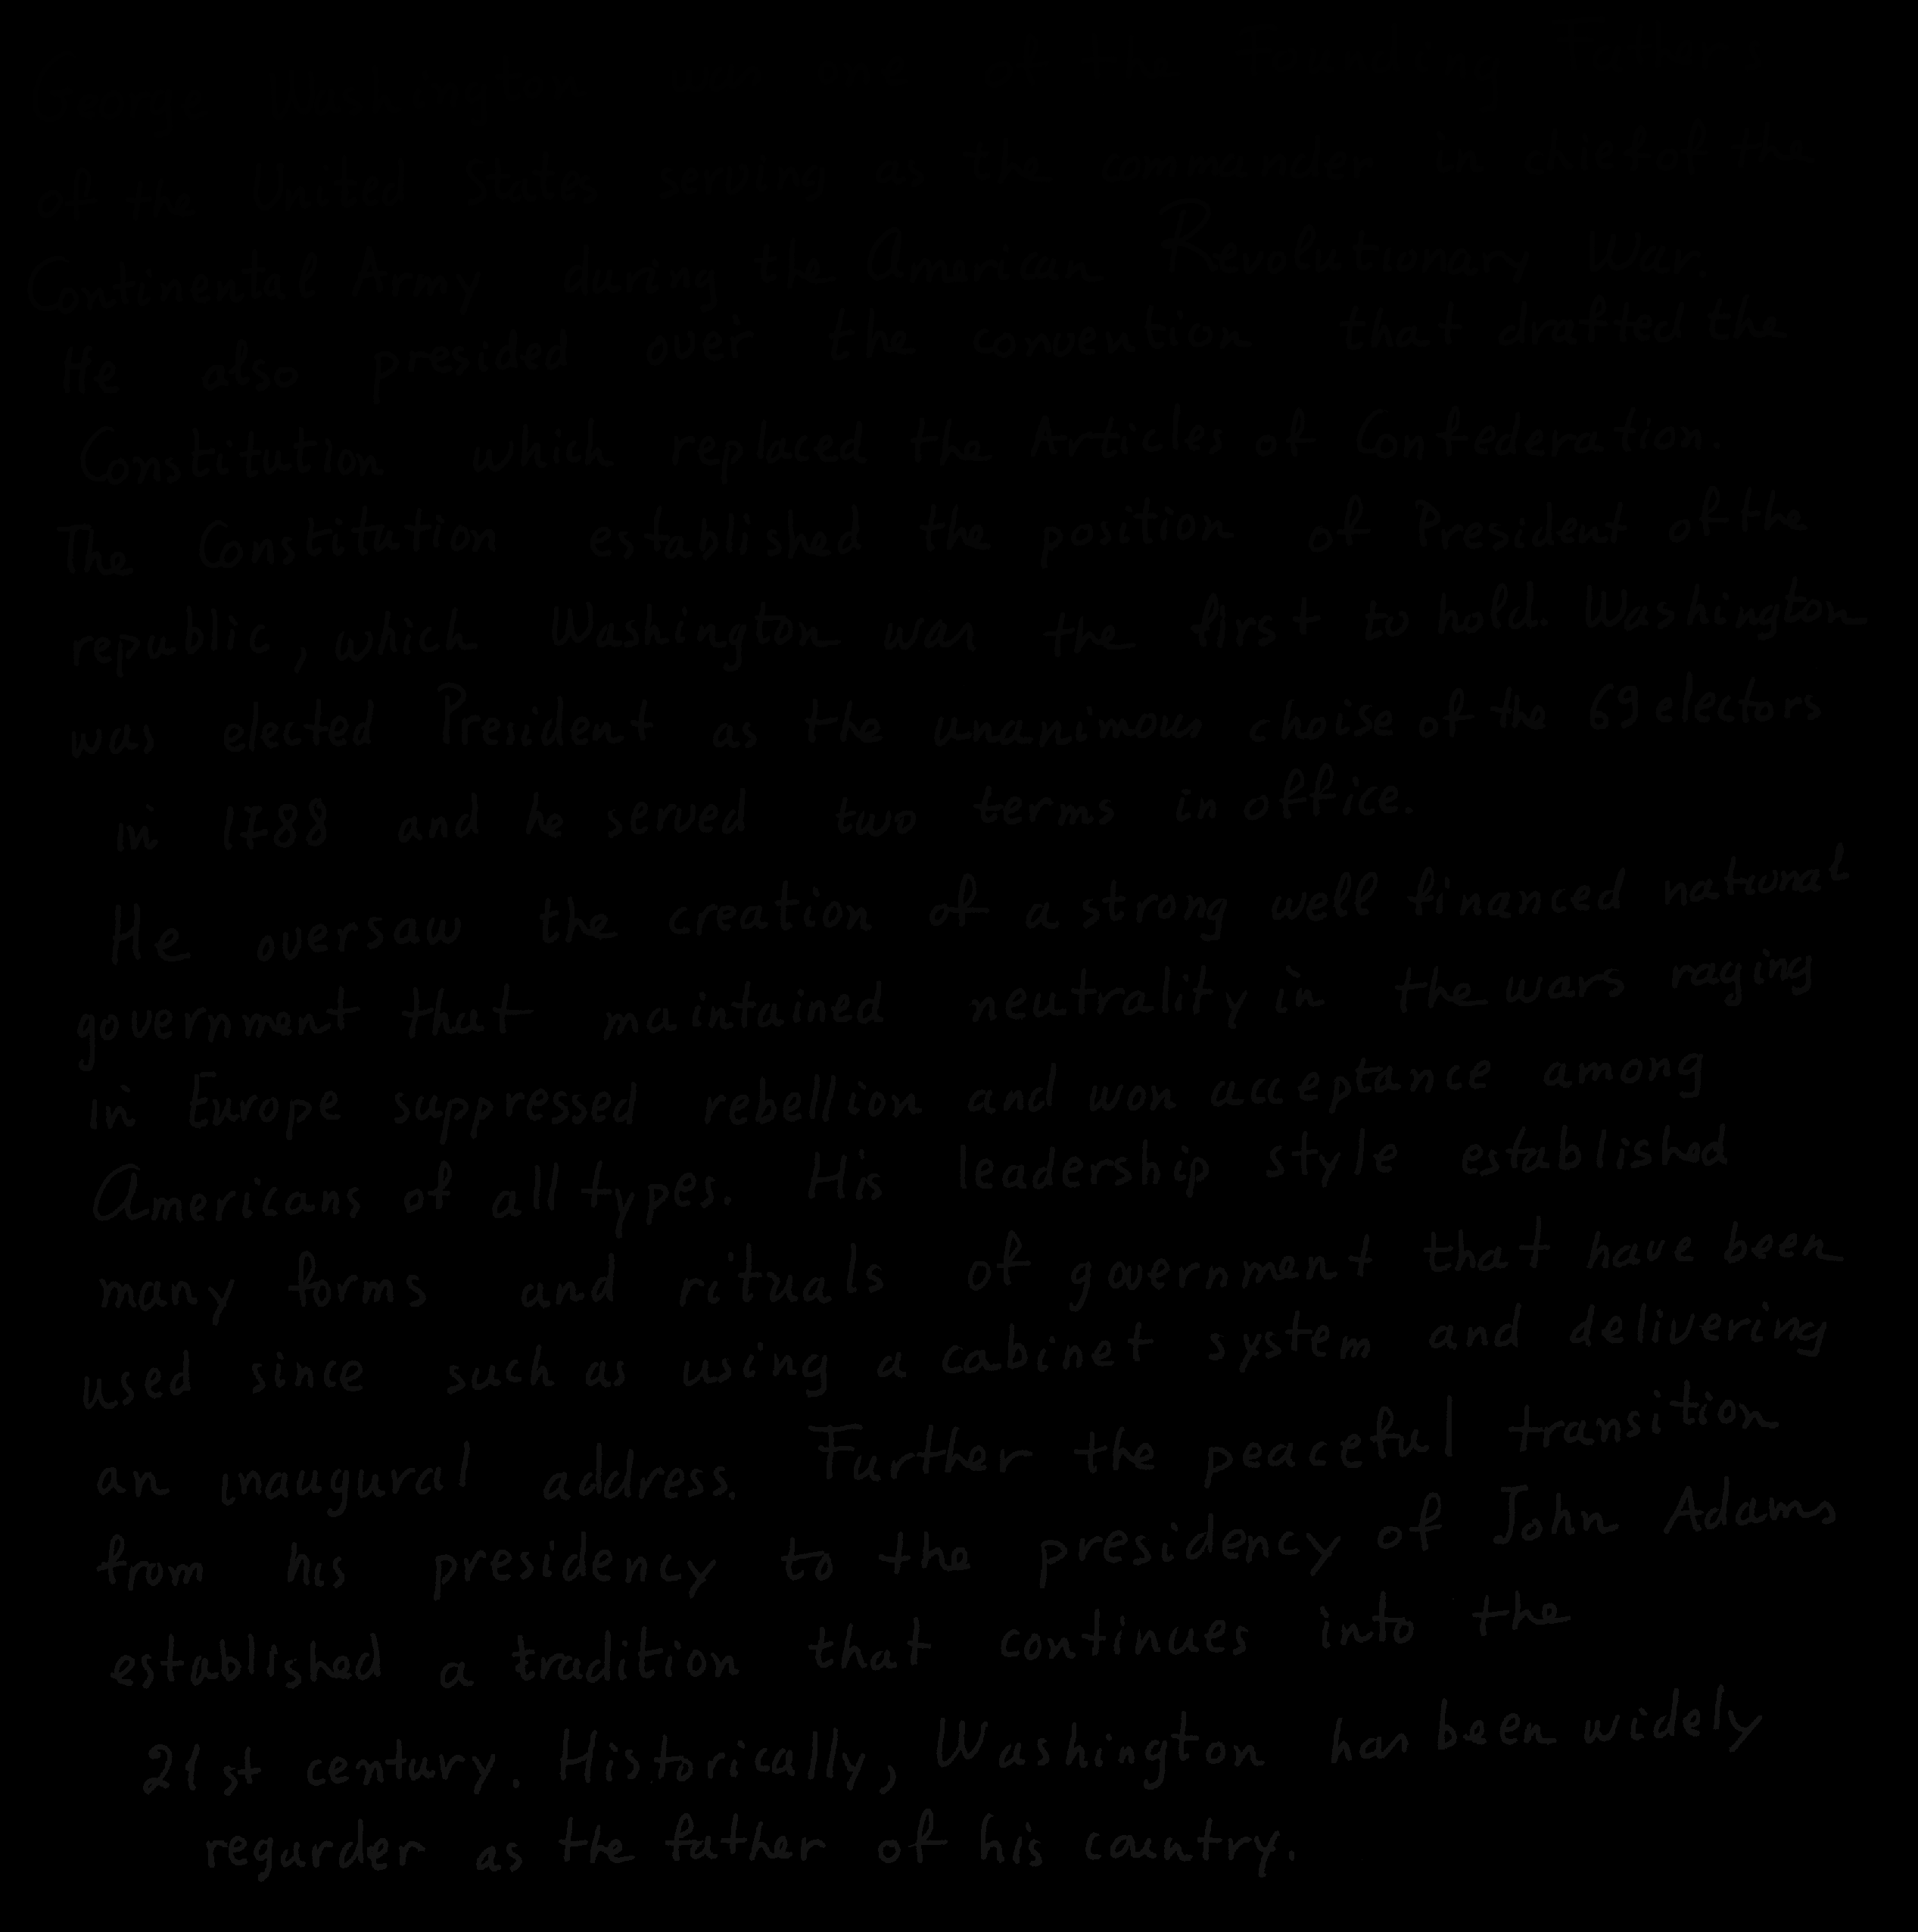 George Washington was one of the Founding Fathers
of the United States serving as the commander in chief of the
Continental Army during the American Revolutionary War.
He also presided over the convention that drafted the
Constitution which replaced the Articles of Confederation.
The Constitution established the position of President of the
republic, which Washington was the first to hold. Washington
was elected President as the unanimous choise of the 69 electors
in 1788 and he served two terms in office.
He oversaw the creation of a strong well financed national
government that maintained neutrality in the wars raging
in Europe suppressed rebellion and won acceptance among
Americans of all types. His leadership style established
many forms and rituals of government that have been
used since such as using a cabinet system and delivering
an inaugural address. Further the peaceful transition
from his presidency to the presidency of John Adams
established a tradition that continues into the
21st century. Historically, Washington has been widely
regarder as the father of his country.